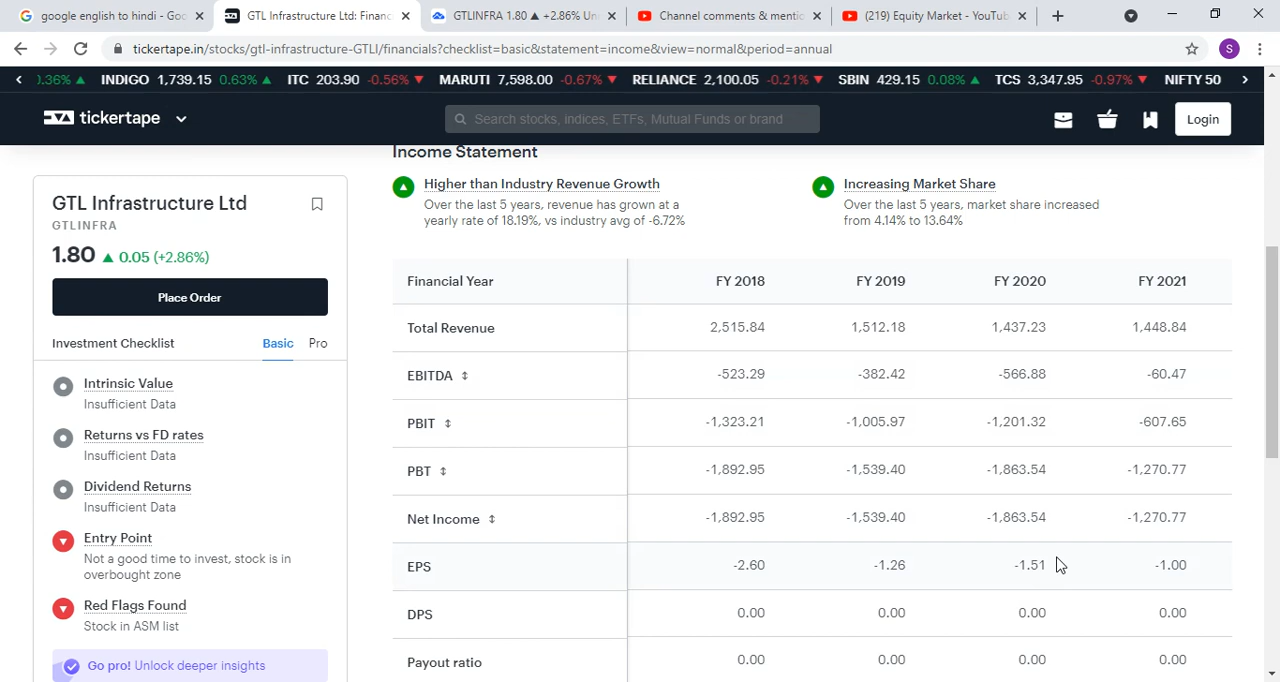 google english to hindi - Goo
GTL Infrastructure Ltd: Financ
GTLINFRA 1.80 ▲ +2.86% Un
Channel comments & mentio
(219) Equity Market - YouTub
tickertape.in/stocks/gtl-infrastructure-GTLI/financials?checklist=basic&statement=income&view=normal&period=annual
S
0.36% ▲ INDIGO 1,739.15 0.63% ▲ ITC 203.90 -0.56% ▼ MARUTI 7,598.00 -0.67% ▼ RELIANCE 2,100.05 -0.21% ▼ SBIN 429.15 0.08% ▲ TCS 3,347.95 -0.97% ▼ NIFTY 50
tickertape
Search stocks, indices, ETFs, Mutual Funds or brand
Login
GTL Infrastructure Ltd
GTLINFRA
1.80 ▲ 0.05 (+2.86%)
Place Order
Investment Checklist Basic Pro
Intrinsic Value
Insufficient Data
Returns vs FD rates
Insufficient Data
Dividend Returns
Insufficient Data
Entry Point
Not a good time to invest, stock is in
overbought zone
Red Flags Found
Stock in ASM list
Go pro! Unlock deeper insights
Income Statement
Higher than Industry Revenue Growth
Over the last 5 years, revenue has grown at a
yearly rate of 18.19%, vs industry avg of -6.72%
Increasing Market Share
Over the last 5 years, market share increased
from 4.14% to 13.64%
Financial Year FY 2018 FY 2019 FY 2020 FY 2021
Total Revenue 2,515.84 1,512.18 1,437.23 1,448.84
EBITDA -523.29 -382.42 -566.88 -60.47
PBIT -1,323.21 -1,005.97 -1,201.32 -607.65
PBT -1,892.95 -1,539.40 -1,863.54 -1,270.77
Net Income -1,892.95 -1,539.40 -1,863.54 -1,270.77
EPS -2.60 -1.26 -1.51 -1.00
DPS 0.00 0.00 0.00 0.00
Payout ratio 0.00 0.00 0.00 0.00